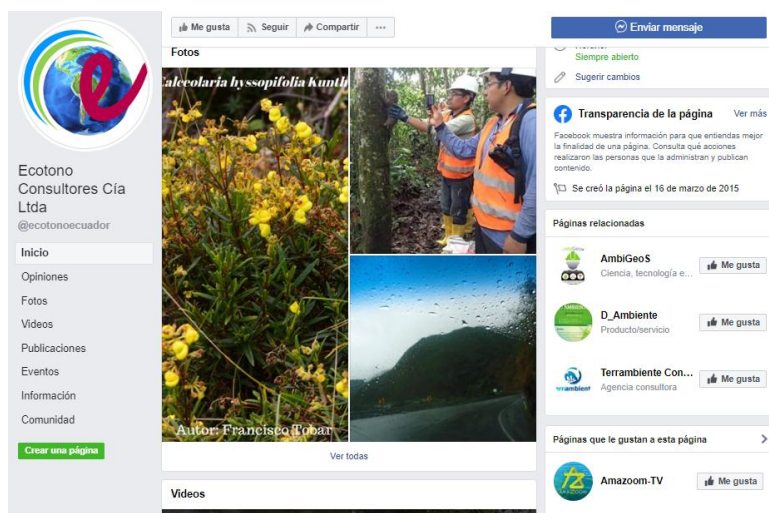 Me gusta
Seguir
Compartir
Enviar mensaje
Ecotono
Consultores Cía
Ltda
@ecotonoecuador
Inicio
Opiniones
Fotos
Videos
Publicaciones
Eventos
Información
Comunidad
Crear una página
Fotos
Calceolaria hyssopifolia Kunth
Autor: Francisco Tobar
Ver todas
Videos
Siempre abierto
Sugerir cambios
Transparencia de la página Ver más
Facebook muestra información para que entiendas mejor
la finalidad de una página. Consulta qué acciones
realizaron las personas que la administran y publican
contenido.
Se creó la página el 16 de marzo de 2015
Páginas relacionadas
AmbiGeoS
Ciencia, tecnología e...
Me gusta
D_Ambiente
Producto/servicio
Me gusta
Terrambiente Con...
Agencia consultora
Me gusta
Páginas que le gustan a esta página
Amazoom-TV
Me gusta